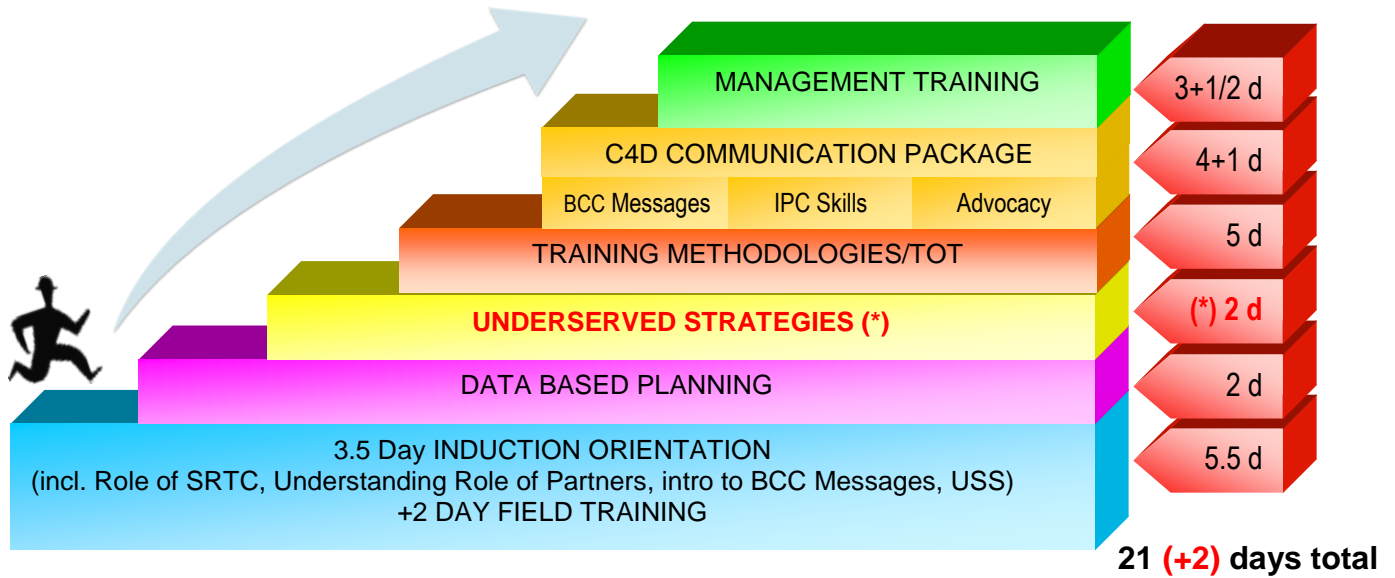 MANAGEMENT TRAINING
3+1/2 d
C4D COMMUNICATION PACKAGE
4+1 d
BCC Messages
IPC Skills
Advocacy
TRAINING METHODOLOGIES/TOT
5 d
UNDERSERVED STRATEGIES (*)
(*) 2 d
DATA BASED PLANNING
2 d
3.5 Day INDUCTION ORIENTATION
(incl. Role of SRTC, Understanding Role of Partners, intro to BCC Messages, USS)
+2 DAY FIELD TRAINING
5.5 d
21 (+2) days total